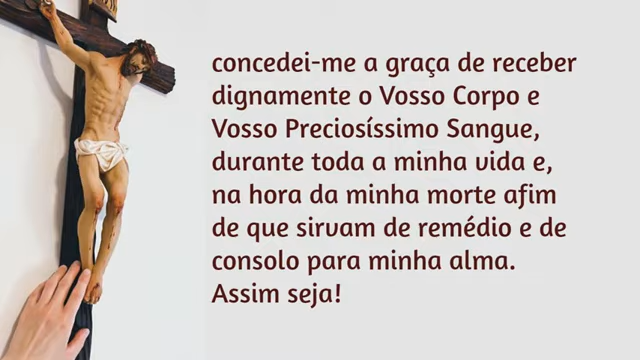 concedei-me a graça de receber
dignamente o Vosso Corpo e
Vosso Preciosíssimo Sangue,
durante toda a minha vida e,
na hora da minha morte afim
de que sirvam de remédio e de
consolo para minha alma.
Assim seja!